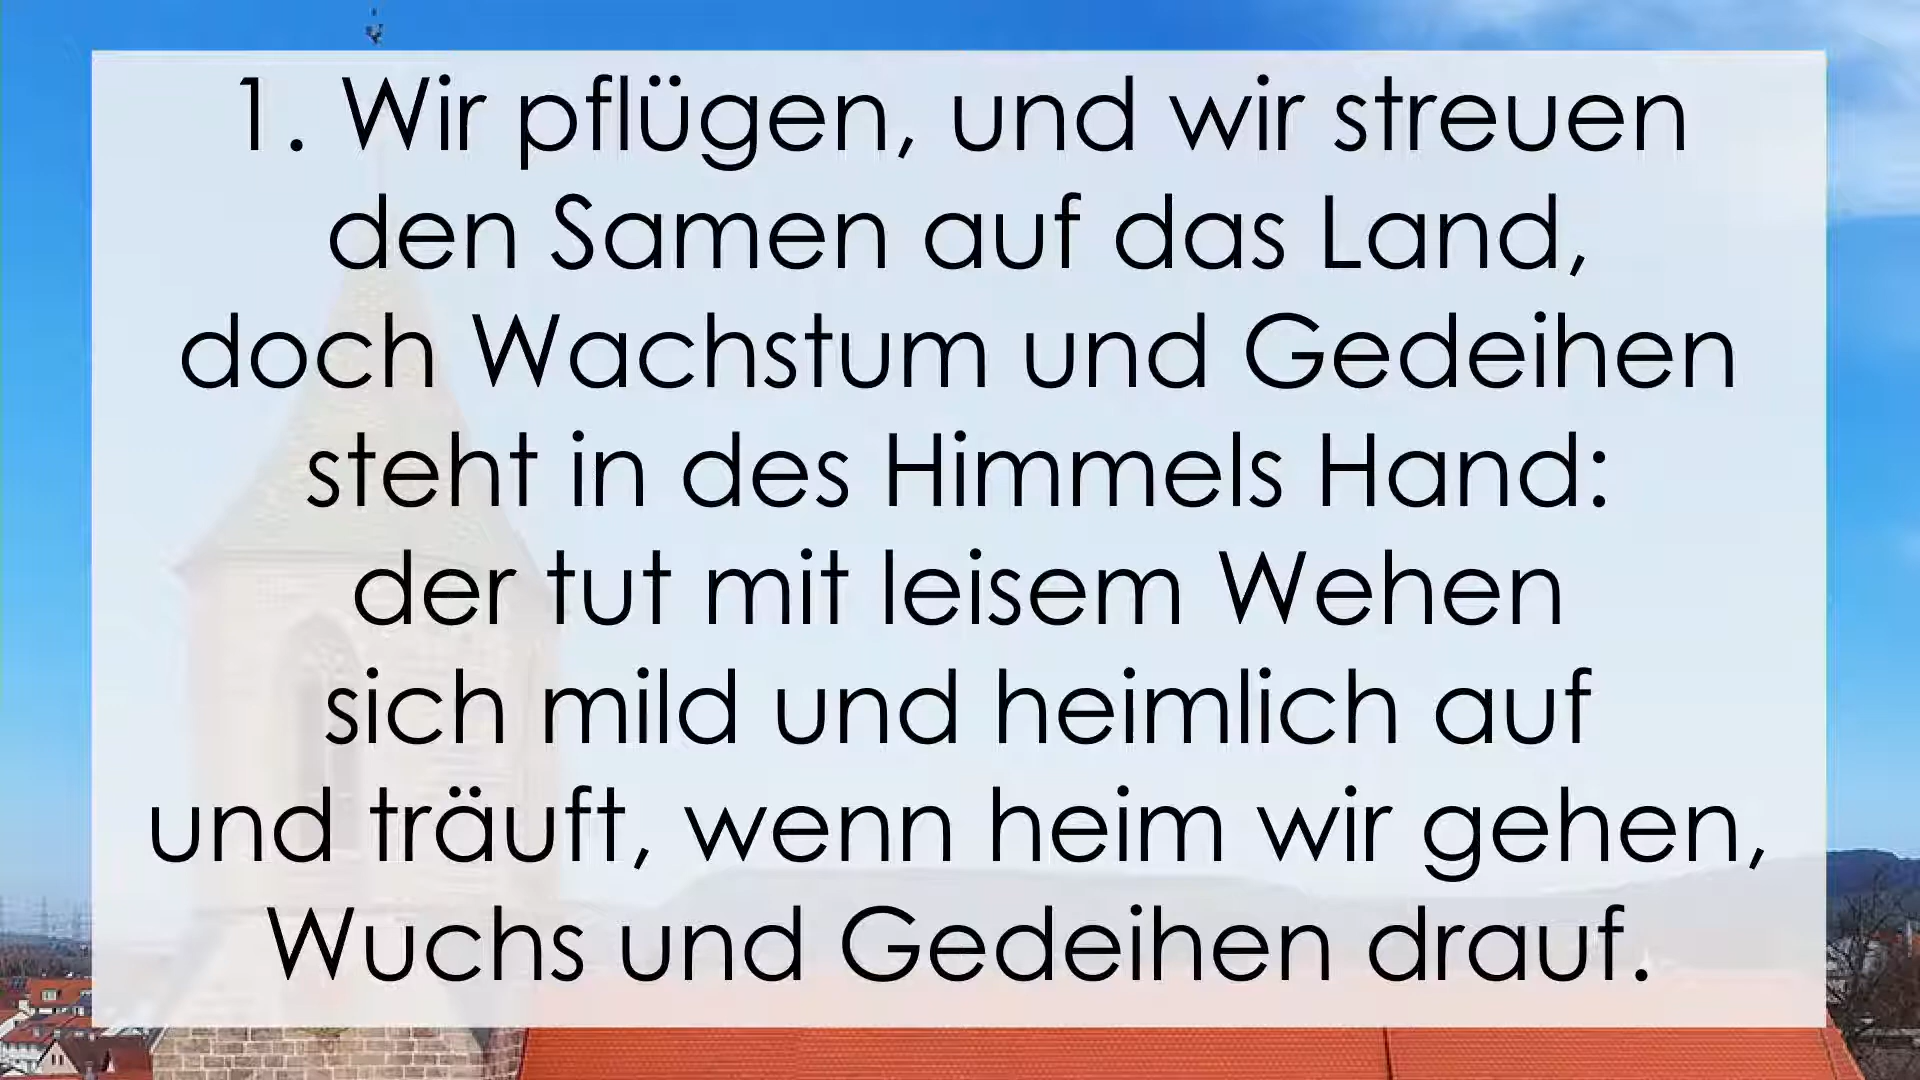 1. Wir pflügen, und wir streuen
den Samen auf das Land,
doch Wachstum und Gedeihen
steht in des Himmels Hand:
der tut mit leisem Wehen
sich mild und heimlich auf
und träuft, wenn heim wir gehen,
Wuchs und Gedeihen drauf.